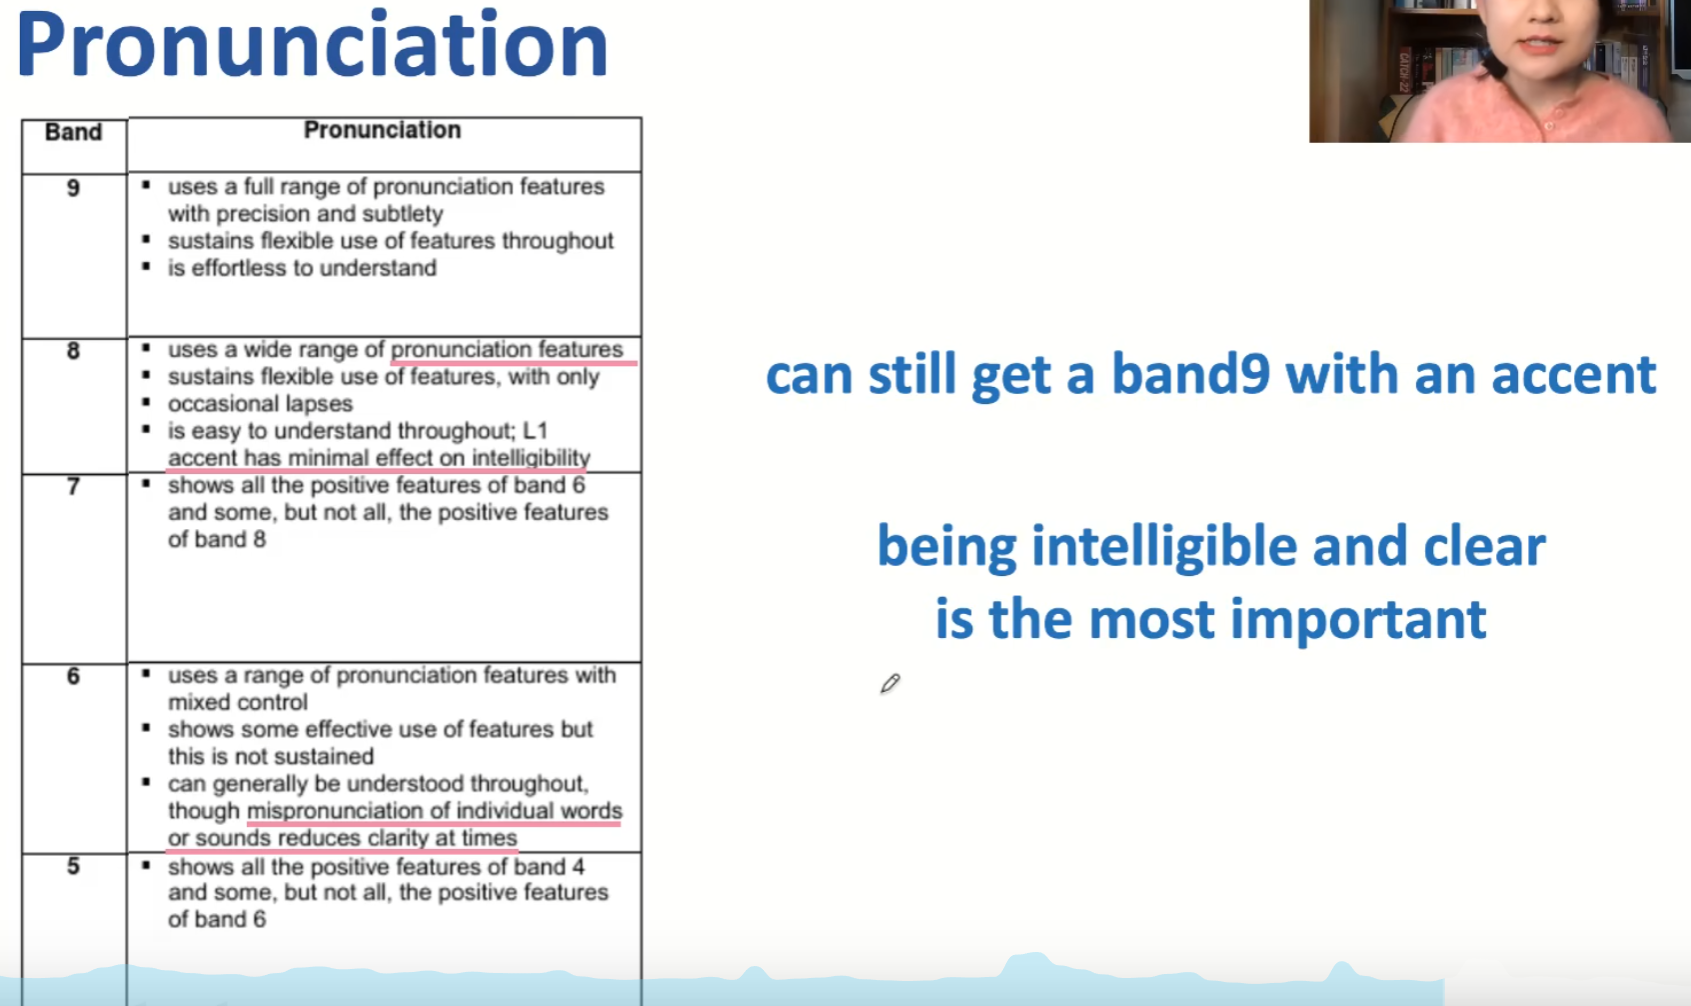 Pronunciation
Band Pronunciation
9
▪ uses a full range of pronunciation features
with precision and subtlety
▪ sustains flexible use of features throughout
▪ is effortless to understand
8
▪ uses a wide range of pronunciation features
▪ sustains flexible use of features, with only
▪ occasional lapses
▪ is easy to understand throughout; L1
accent has minimal effect on intelligibility
7
▪ shows all the positive features of band 6
and some, but not all, the positive features
of band 8
6
▪ uses a range of pronunciation features with
mixed control
▪ shows some effective use of features but
this is not sustained
▪ can generally be understood throughout,
though mispronunciation of individual words
or sounds reduces clarity at times
5
▪ shows all the positive features of band 4
and some, but not all, the positive features
of band 6
can still get a band9 with an accent
being intelligible and clear
is the most important
CATCH-22